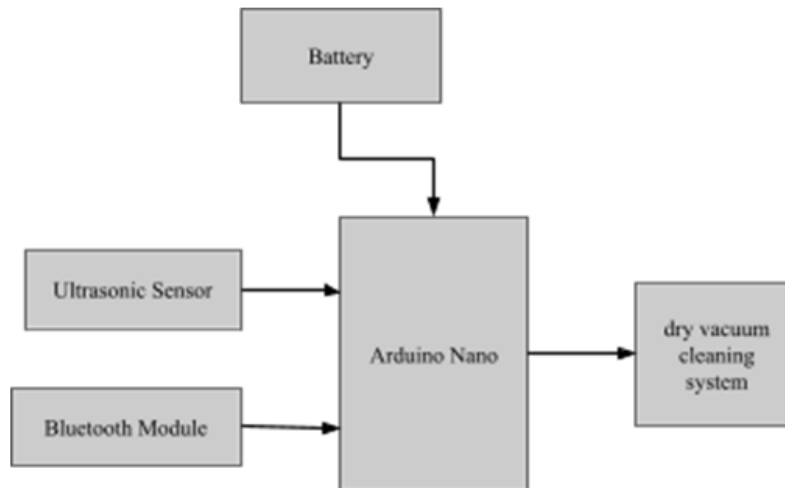 Battery
Ultrasonic Sensor
Arduino Nano
dry vacuum
cleaning
system
Bluetooth Module